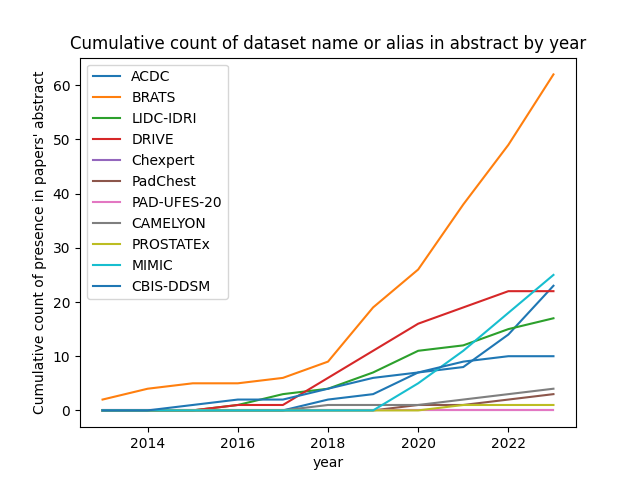 Cumulative count of dataset name or alias in abstract by year
Cumulative count of presence in papers' abstract
60
50
40
30
20
10
0
ACDC
BRATS
LIDC-IDRI
DRIVE
Chexpert
PadChest
PAD-UFES-20
CAMELYON
PROSTATEx
MIMIC
CBIS-DDSM
2014
2016
2018
2020
2022
year